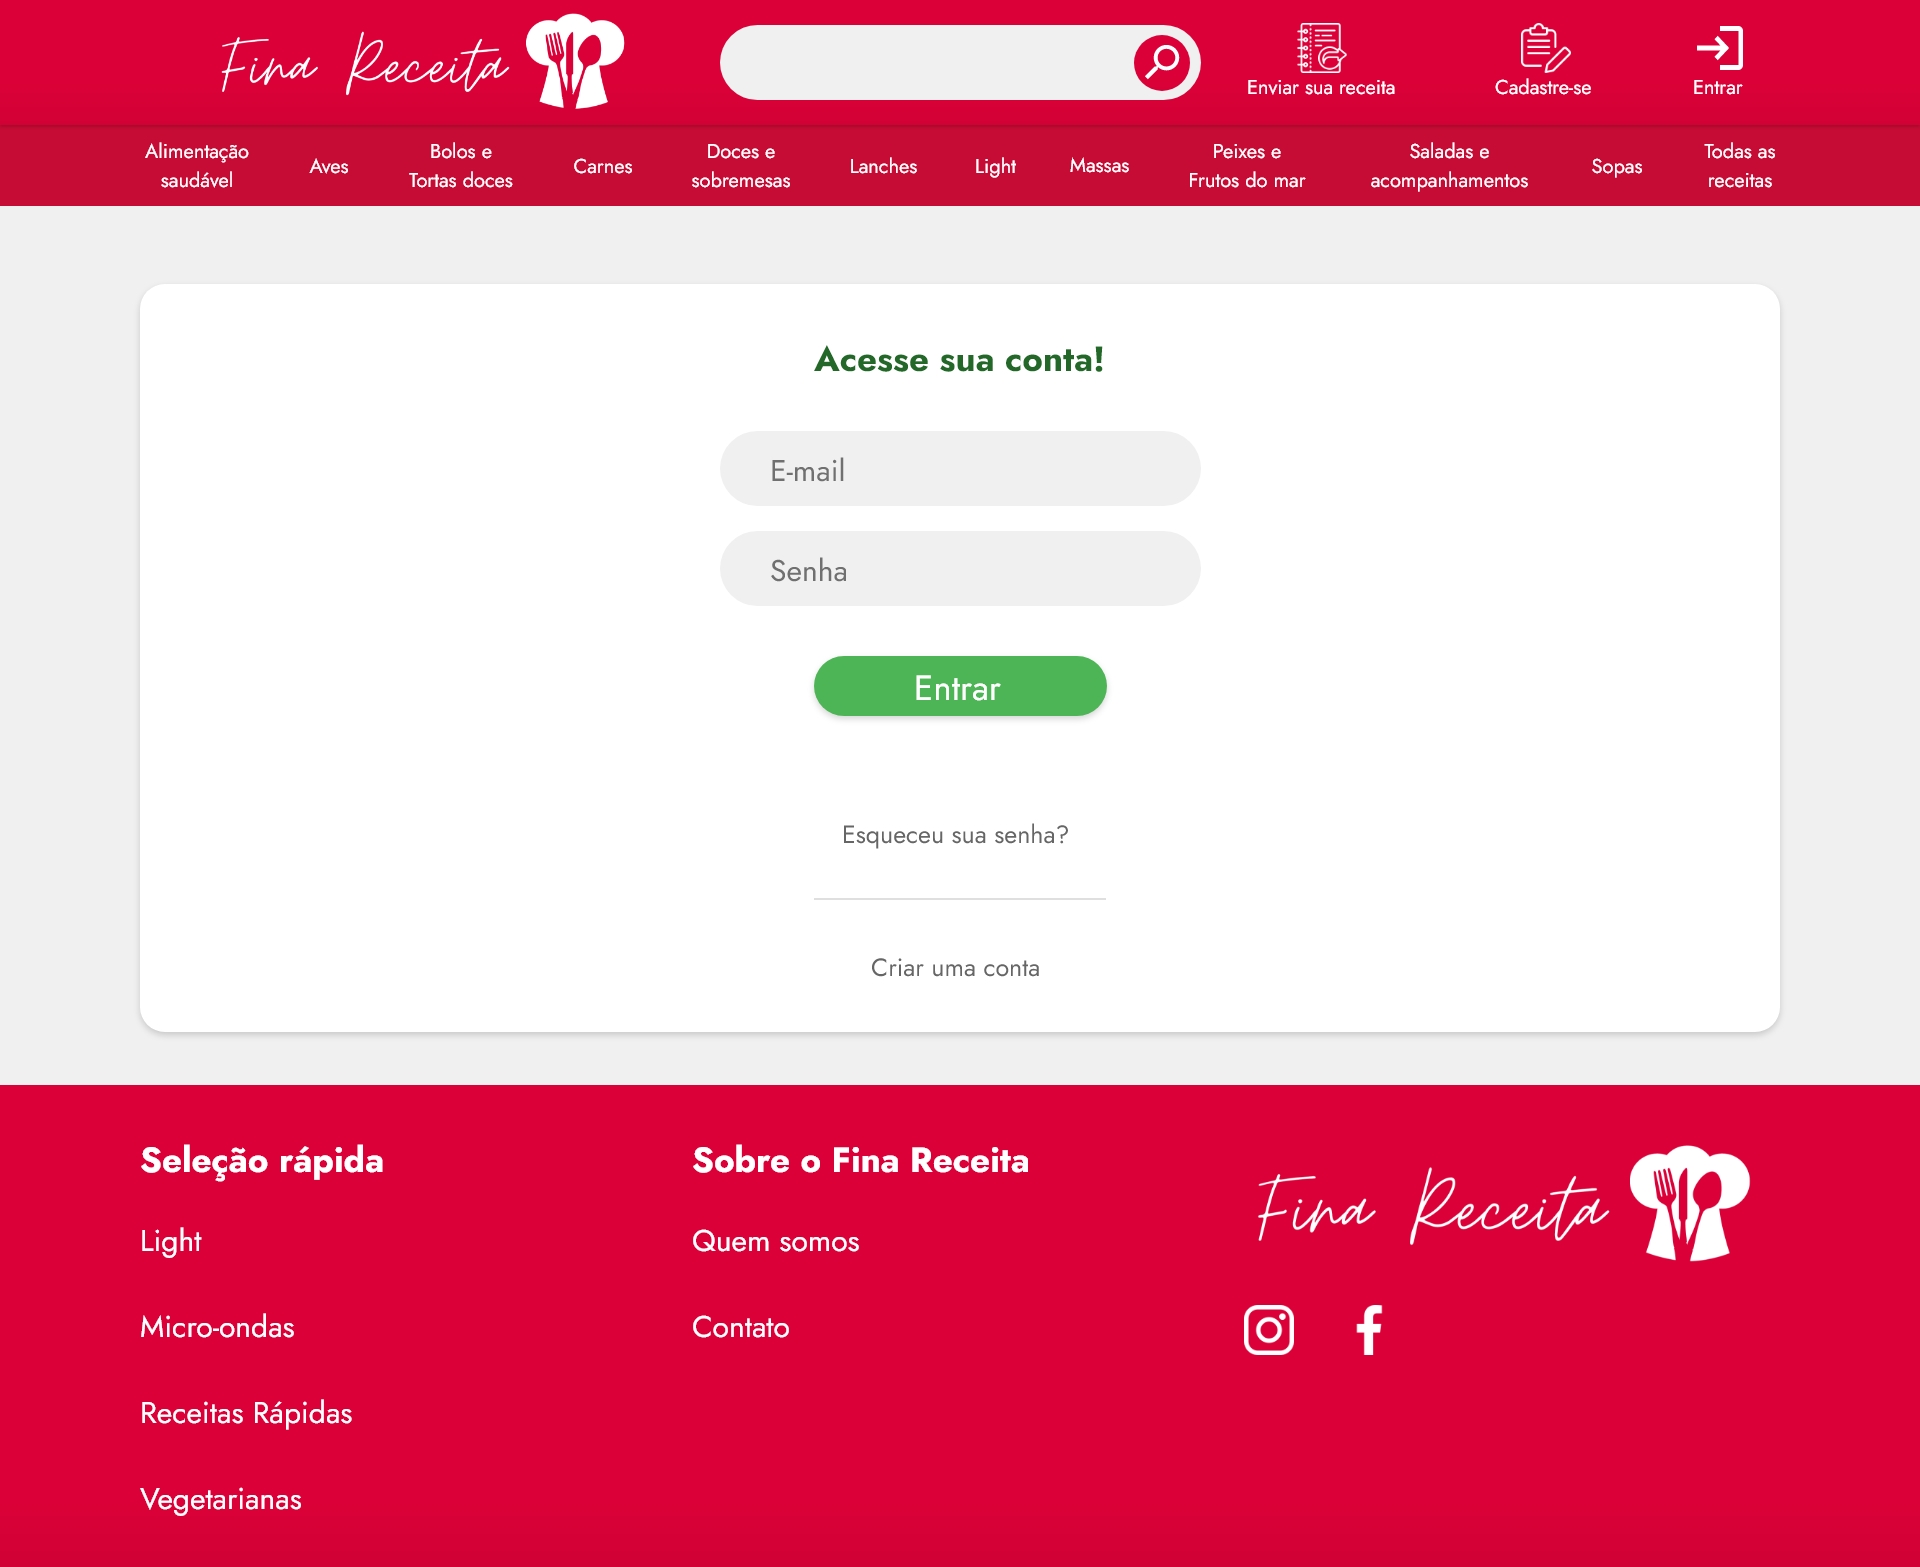 Fina Receita
Enviar sua receita
Cadastre-se
Entrar
Alimentação
saudável
Aves
Bolos e
Tortas doces
Carnes
Doces e
sobremesas
Lanches
Light
Massas
Peixes e
Frutos do mar
Saladas e
acompanhamentos
Sopas
Todas as
receitas
Acesse sua conta!
E-mail
Senha
Entrar
Esqueceu sua senha?
Criar uma conta
Seleção rápida
Light
Micro-ondas
Receitas Rápidas
Vegetarianas
Sobre o Fina Receita
Quem somos
Contato
Fina Receita